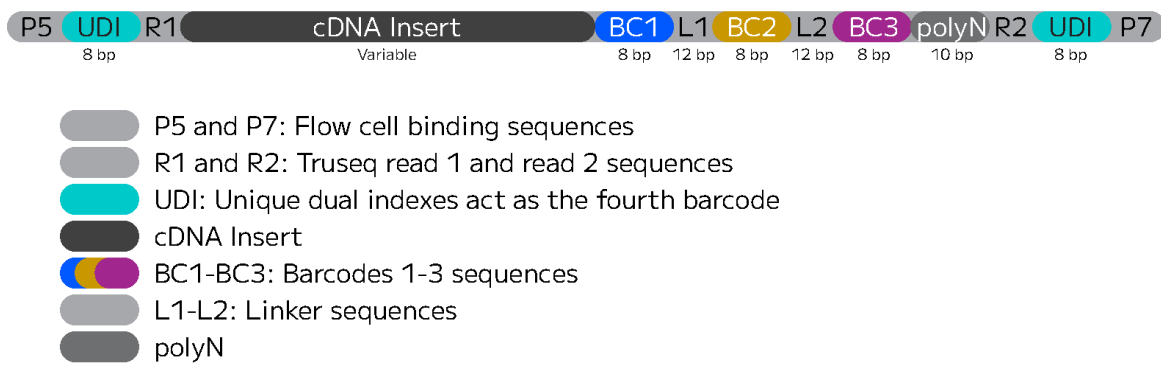 P5 UDI R1 cDNA Insert BC1 L1 BC2 L2 BC3 polyN R2 UDI P7
8 bp Variable 8 bp 12 bp 8 bp 12 bp 8 bp 10 bp 8 bp
P5 and P7: Flow cell binding sequences
R1 and R2: Truseq read 1 and read 2 sequences
UDI: Unique dual indexes act as the fourth barcode
cDNA Insert
BC1-BC3: Barcodes 1-3 sequences
L1-L2: Linker sequences
polyN